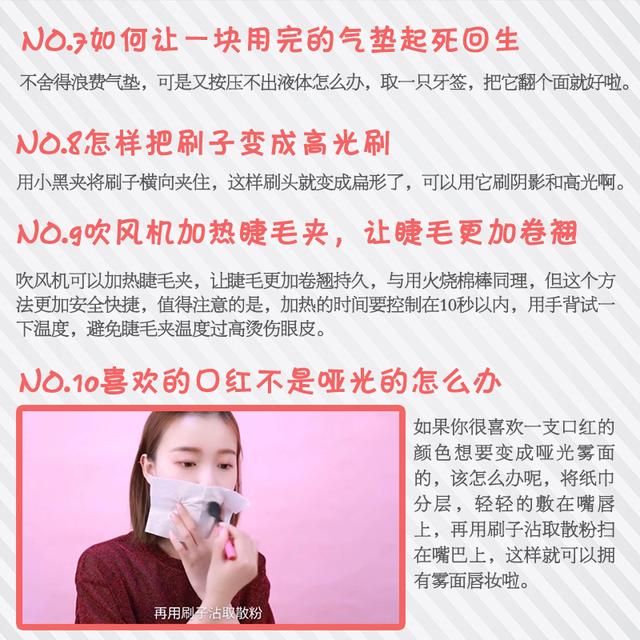 NO.7如何让一块用完的气垫起死回生
不舍得浪费气垫，可是又按压不出液体怎么办，取一只牙签，把它翻个面就好啦。
NO.8怎样把刷子变成高光刷
用小黑夹将刷子横向夹住，这样刷头就变成扁形了，可以用它刷阴影和高光啊。
NO.9吹风机加热睫毛夹，让睫毛更加卷翘
吹风机可以加热睫毛夹，让睫毛更加卷翘持久，与用火烧棉棒同理，但这个方
法更加安全快捷，值得注意的是，加热的时间要控制在10秒以内，用手背试一
下温度，避免睫毛夹温度过高烫伤眼皮。
NO.10喜欢的口红不是哑光的怎么办
如果你很喜欢一支口红的
颜色想要变成哑光雾面
的，该怎么办呢，将纸巾
分层，轻轻的敷在嘴唇
上，再用刷子沾取散粉扫
在嘴巴上，这样就可以拥
有雾面唇妆啦。
再用刷子沾取散粉